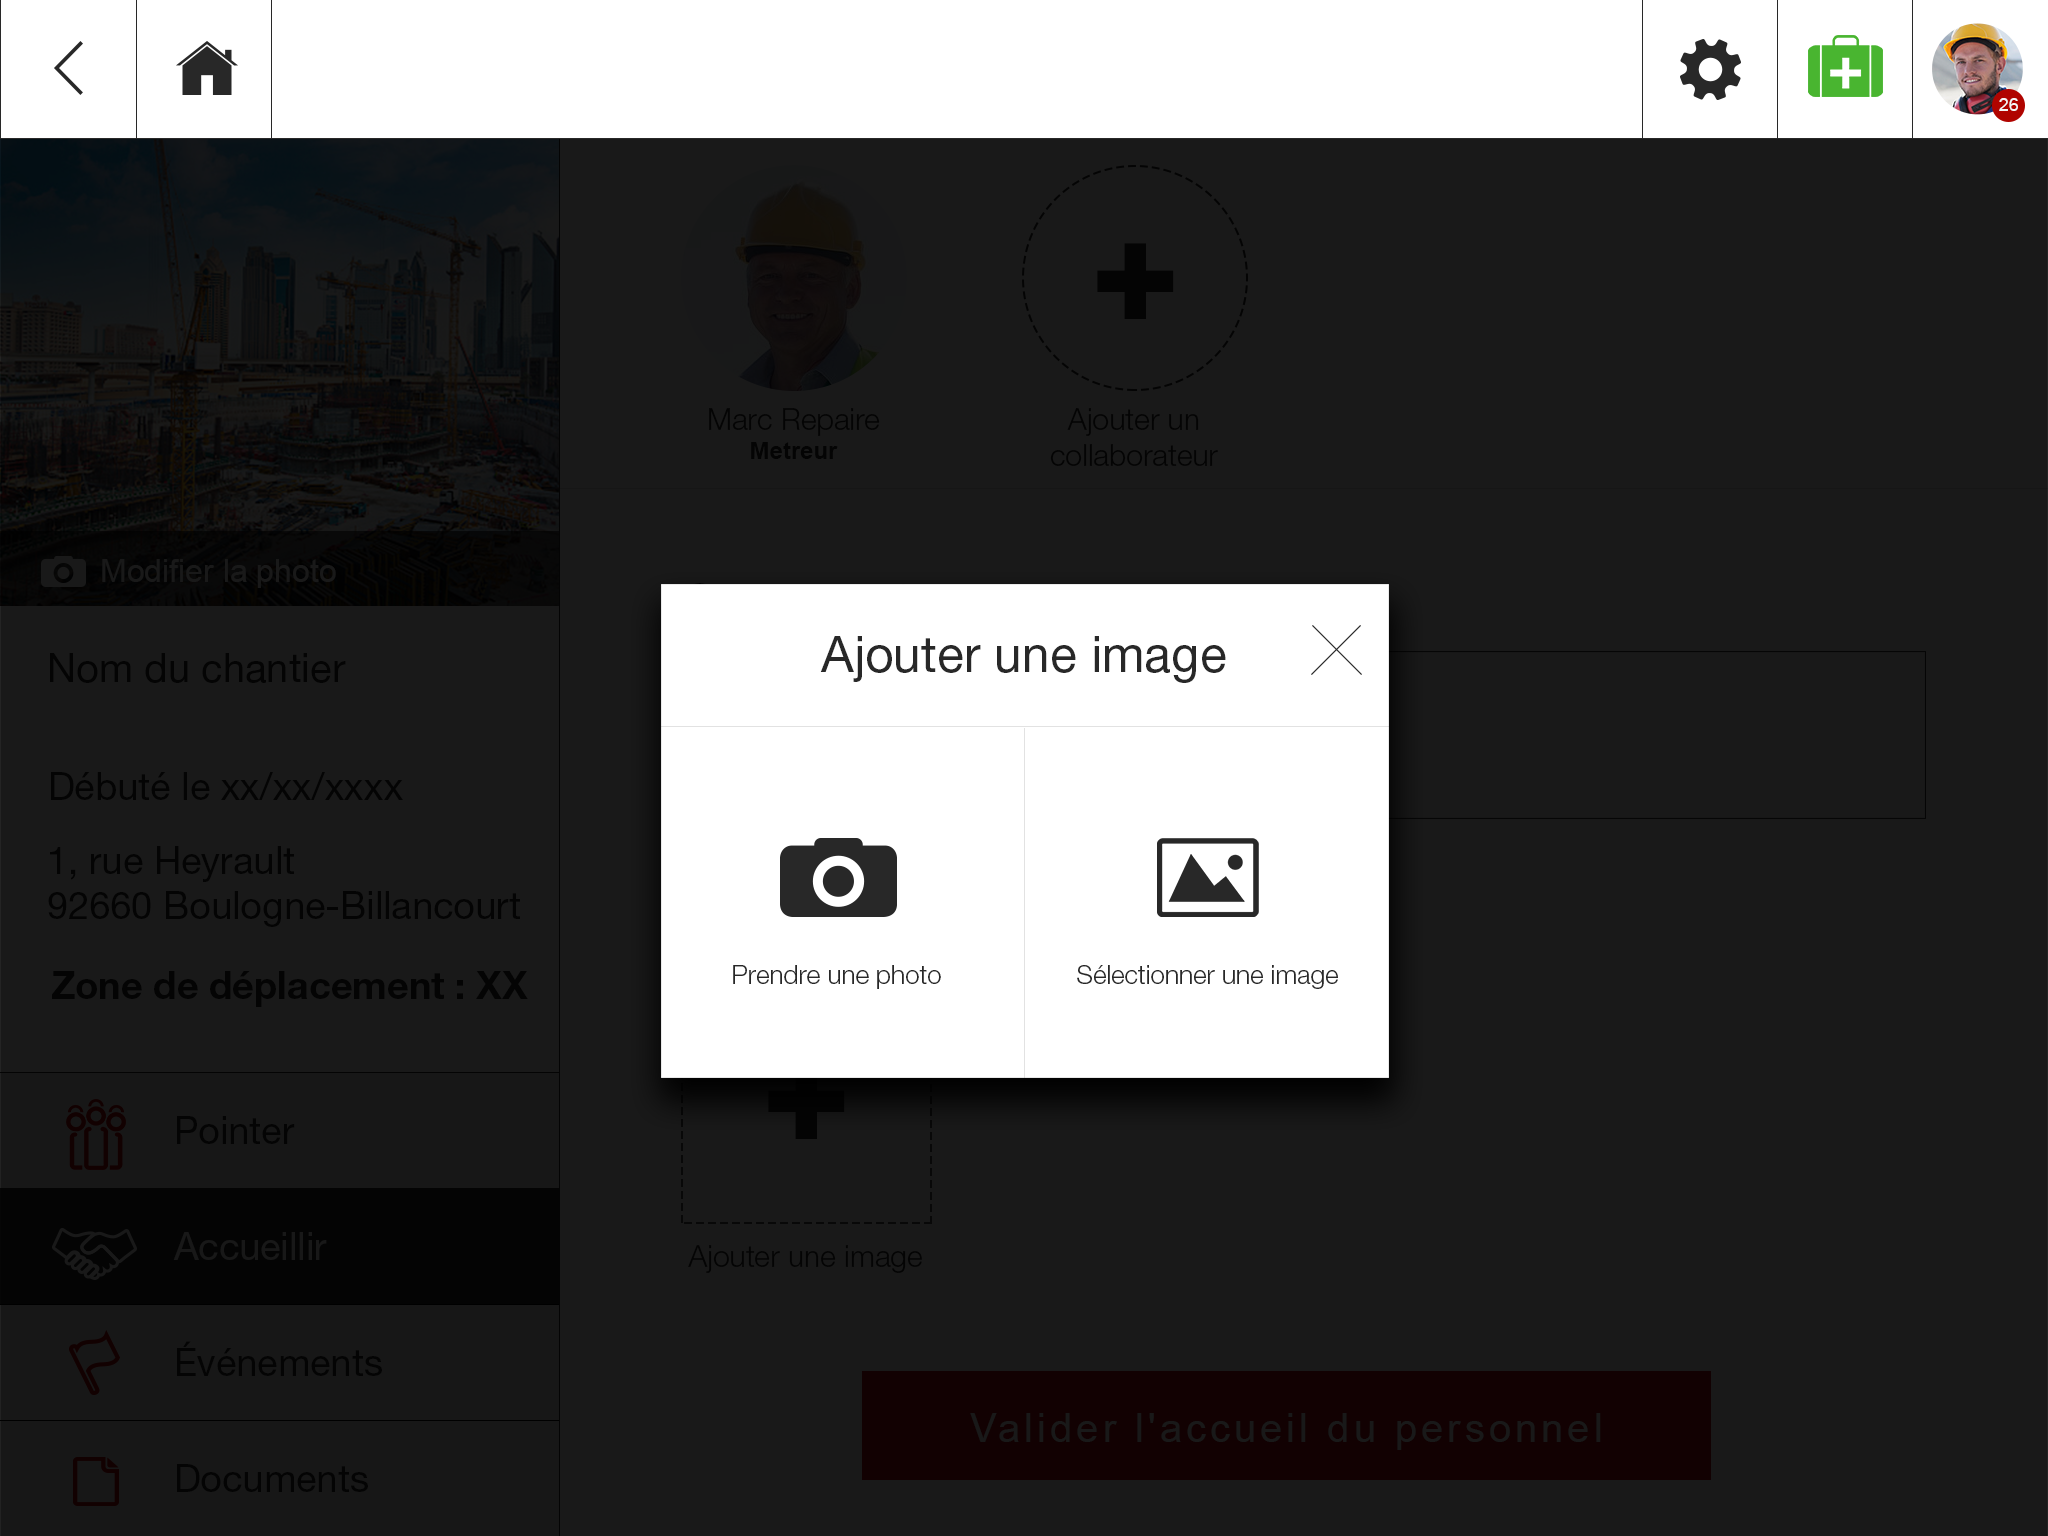 26
Modifier la photo
Nom du chantier
Débuté le xx/xx/xxxx
1, rue Heyrault
92660 Boulogne-Billancourt
Zone de déplacement : XX
Pointer
Accueillir
Événements
Documents
Marc Repaire
Metreur
Ajouter un
collaborateur
Ajouter une image
Prendre une photo
Sélectionner une image
Ajouter une image
Valider l'accueil du personnel